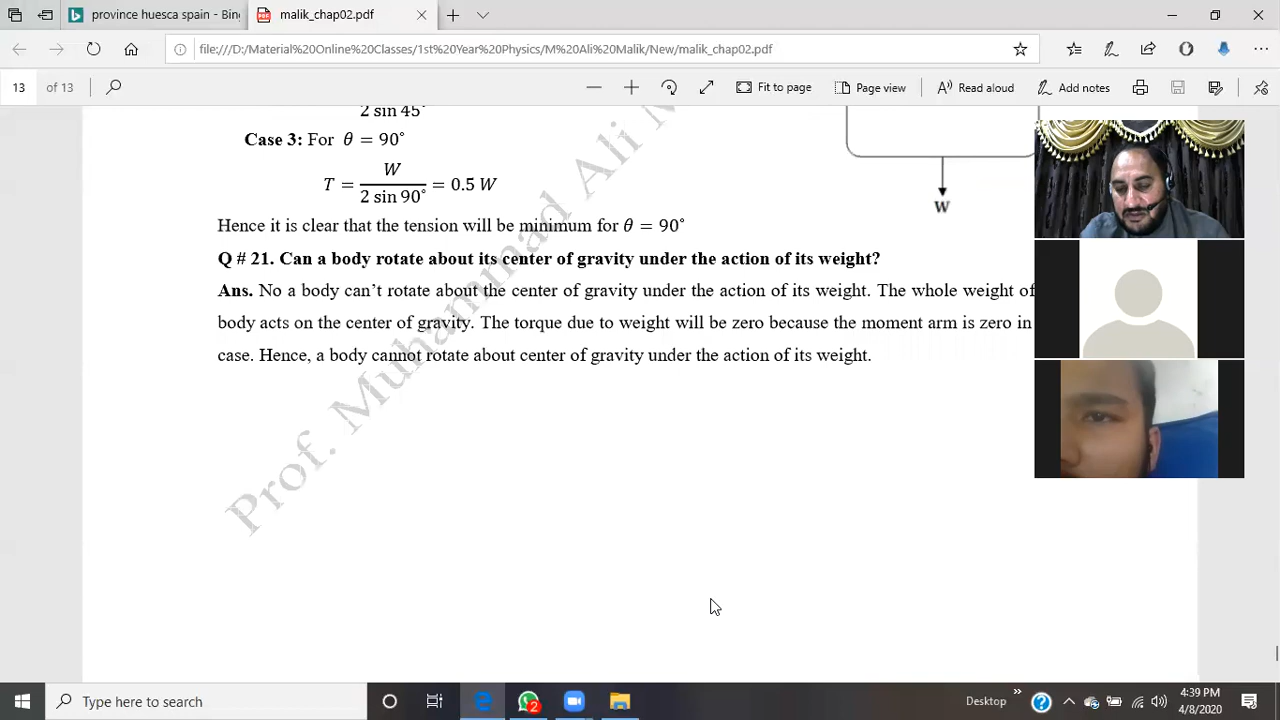 province huesca spain - Bing
malik_chap02.pdf
file:///D:/Material%20Online%20Classes/1st%20Year%20Physics/M%20Ali%20Malik/New/malik_chap02.pdf
13 of 13
Fit to page
Page view
Read aloud
Add notes
2 sin 45°
Case 3: For θ = 90°
T = W / 2 sin 90° = 0.5 W
W
Hence it is clear that the tension will be minimum for θ = 90°
Q # 21. Can a body rotate about its center of gravity under the action of its weight?
Ans. No a body can't rotate about the center of gravity under the action of its weight. The whole weight of
body acts on the center of gravity. The torque due to weight will be zero because the moment arm is zero in
case. Hence, a body cannot rotate about center of gravity under the action of its weight.
Prof. Muhammad Ali M
Type here to search
2
Desktop
4:39 PM
4/8/2020